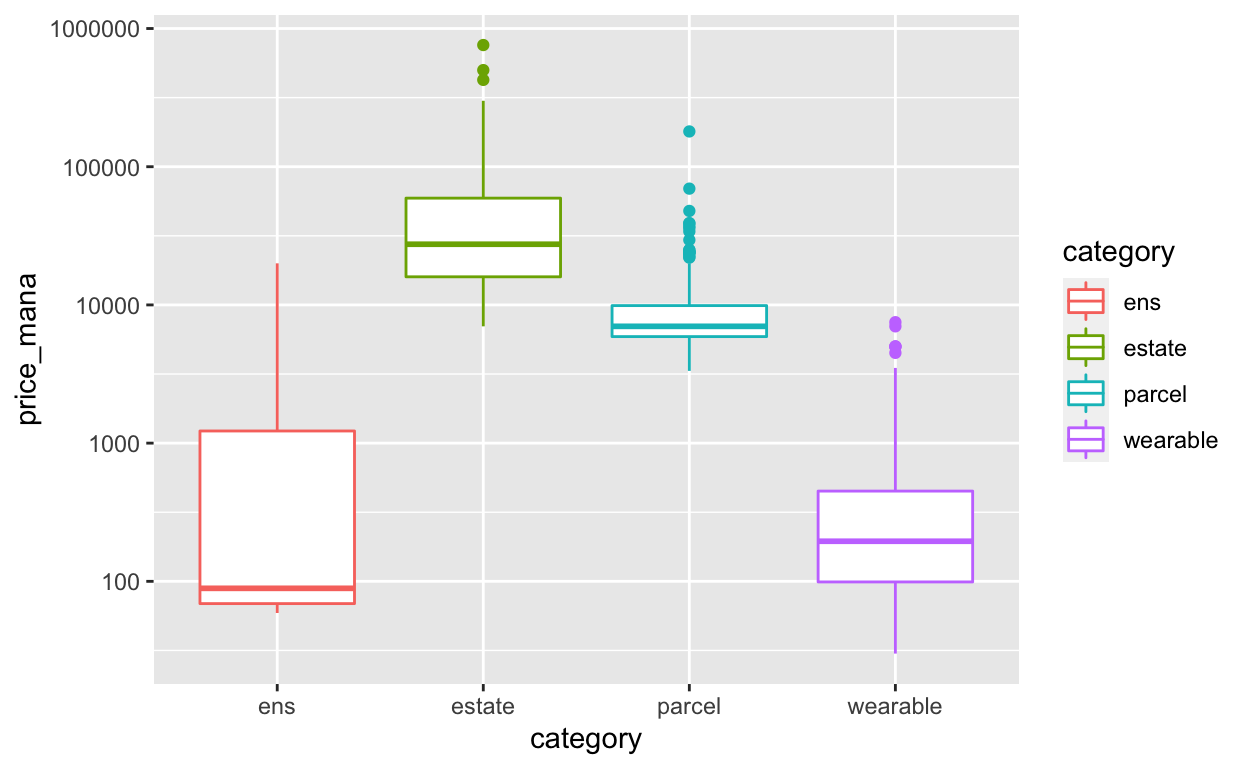 price_mana
1000000
100000
10000
1000
100
ens
estate
parcel
wearable
category
category
ens
estate
parcel
wearable